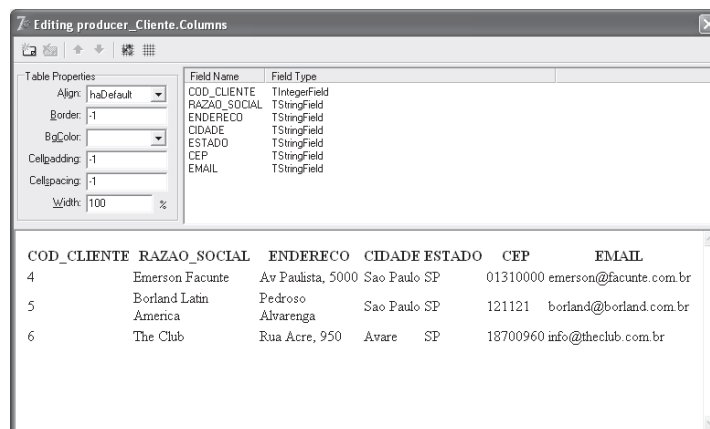 Editing producer_Cliente.Columns
Table Properties
Align: haDefault
Border: -1
BgColor:
Cellpadding: -1
Cellspacing: -1
Width: 100 %
Field Name Field Type
COD_CLIENTE TIntegerField
RAZAO_SOCIAL TStringField
ENDERECO TStringField
CIDADE TStringField
ESTADO TStringField
CEP TStringField
EMAIL TStringField
COD_CLIENTE RAZAO_SOCIAL ENDERECO CIDADE ESTADO CEP EMAIL
4 Emerson Facunte Av Paulista, 5000 Sao Paulo SP 01310000 emerson@facunte.com.br
5 Borland Latin America Pedroso Alvarenga Sao Paulo SP 121121 borland@borland.com.br
6 The Club Rua Acre, 950 Avare SP 18700960 info@theclub.com.br